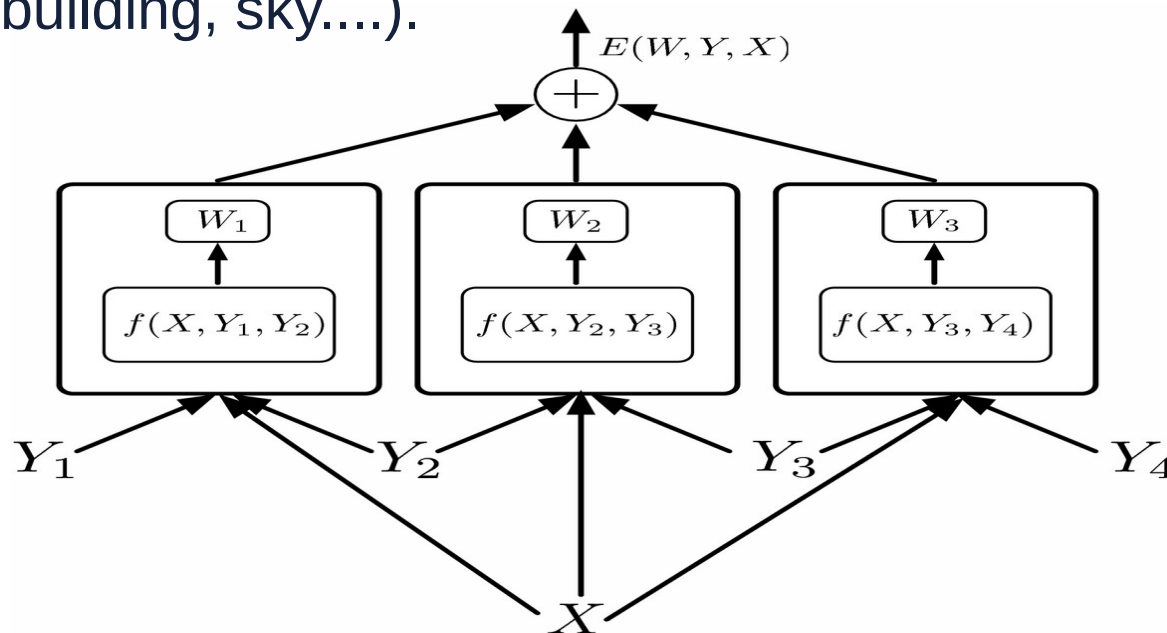 building, sky....).
E(W, Y, X)
+
W₁ W₂ W₃
f(X, Y₁, Y₂) f(X, Y₂, Y₃) f(X, Y₃, Y₄)
Y₁ Y₂ Y₃ Y₄
X